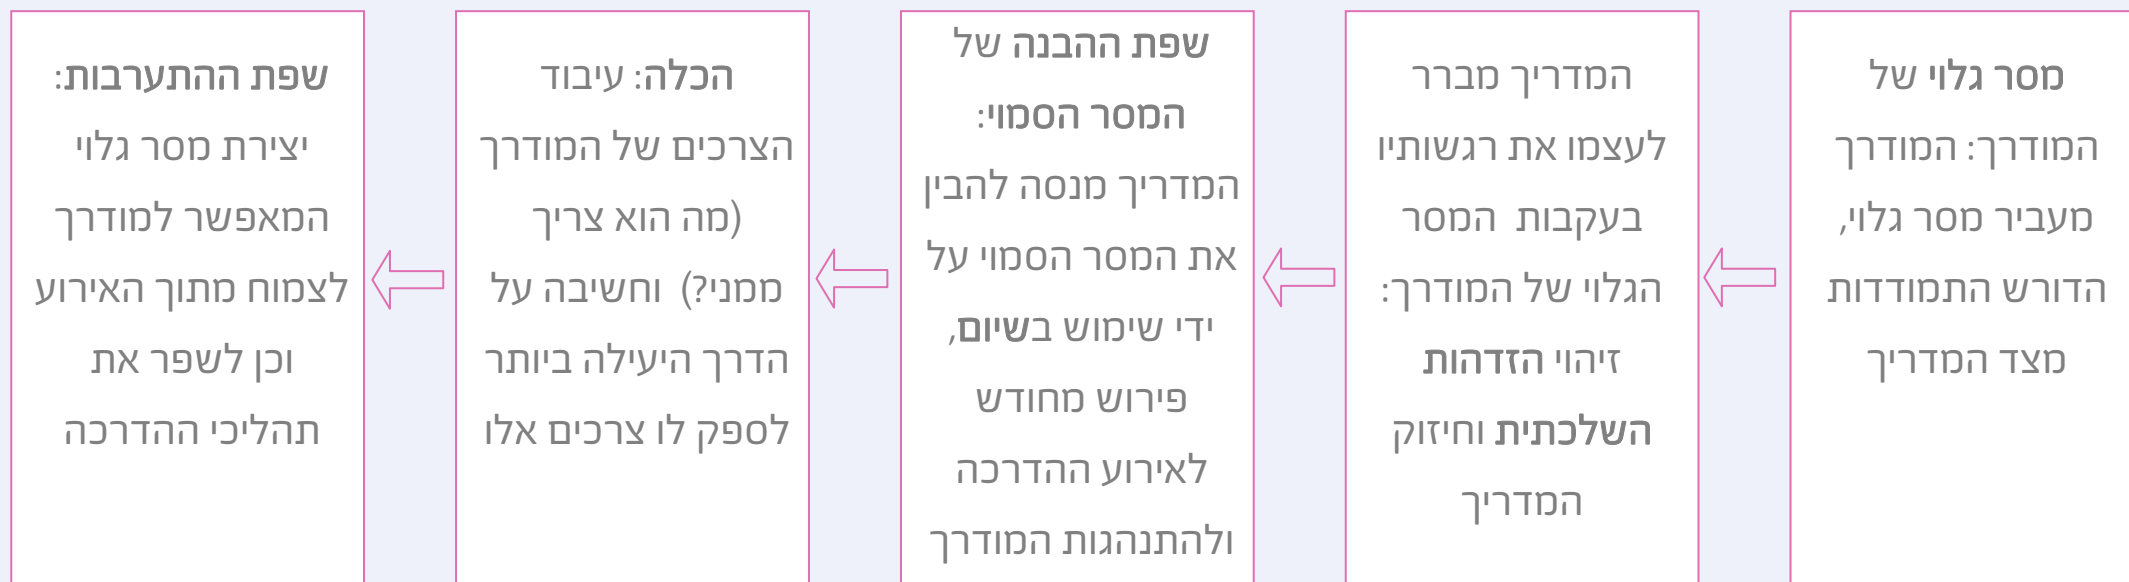 מסר גלוי של
המודרך: המודרך
מעביר מסר גלוי,
הדורש התמודדות
מצד המדריך
המדריך מברר
לעצמו את רגשותיו
בעקבות המסר
הגלוי של המודרך:
זיהוי הזדהות
השלכתית וחיזוק
המדריך
שפת ההבנה של
המסר הסמוי:
המדריך מנסה להבין
את המסר הסמוי על
ידי שימוש בשיום,
פירוש מחודש
לאירוע ההדרכה
ולהתנהגות המודרך
הכלה: עיבוד
הצרכים של המודרך
(מה הוא צריך
ממני?) וחשיבה על
הדרך היעילה ביותר
לספק לו צרכים אלו
שפת ההתערבות:
יצירת מסר גלוי
המאפשר למודרך
לצמוח מתוך האירוע
וכן לשפר את
תהליכי ההדרכה